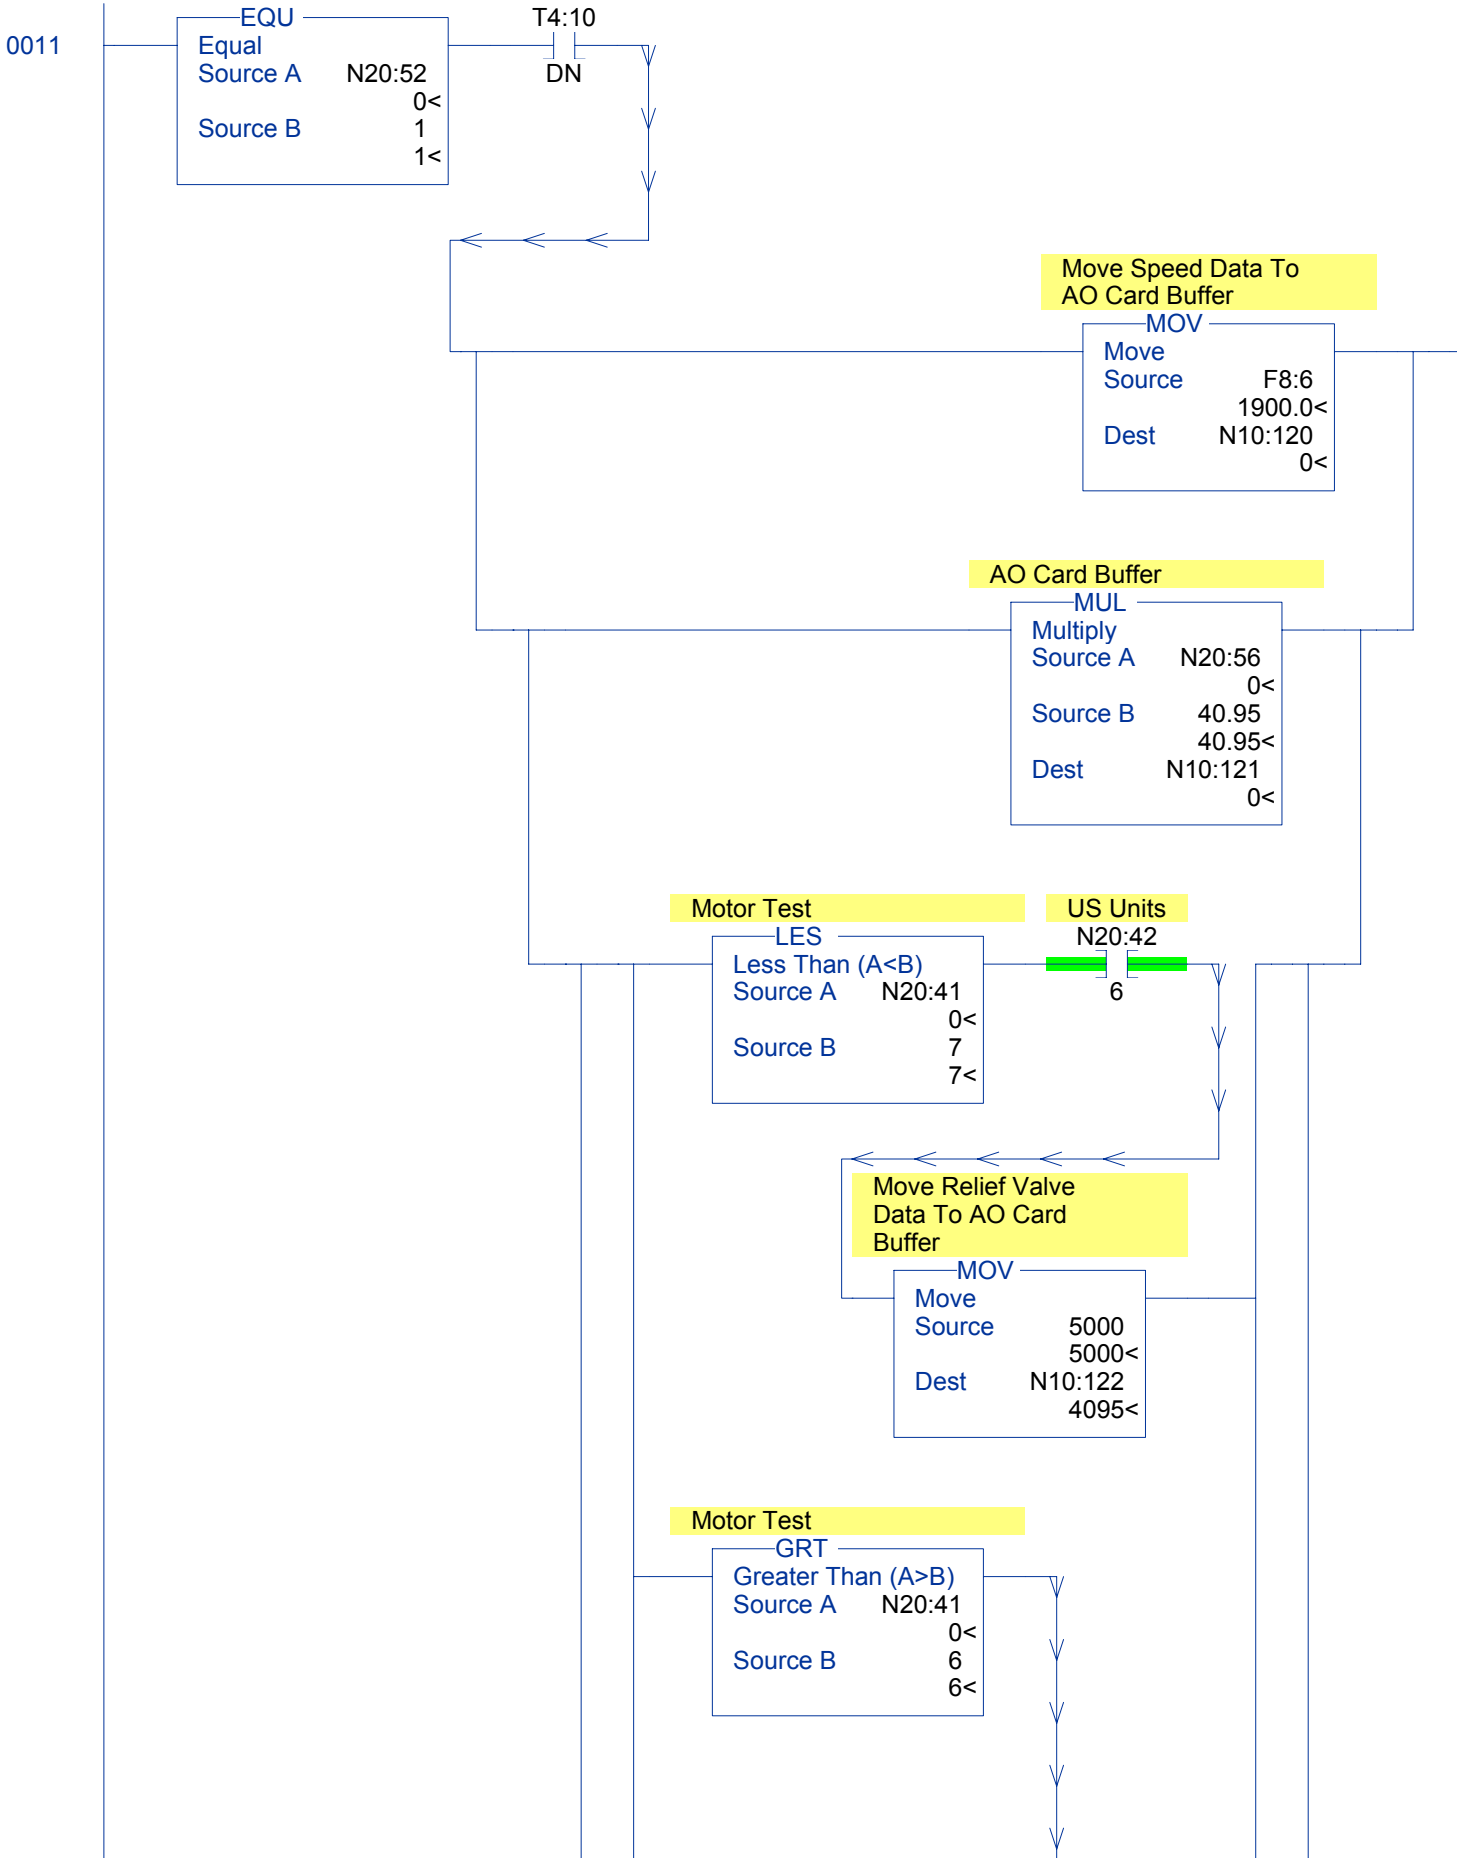 0011
EQU
Equal
Source A N20:52
0<
Source B 1
1<
T4:10
DN
Move Speed Data To
AO Card Buffer
MOV
Move
Source F8:6
1900.0<
Dest N10:120
0<
AO Card Buffer
MUL
Multiply
Source A N20:56
0<
Source B 40.95
40.95<
Dest N10:121
0<
Motor Test
LES
Less Than (A<B)
Source A N20:41
0<
Source B 7
7<
US Units
N20:42
6
Move Relief Valve
Data To AO Card
Buffer
MOV
Move
Source 5000
5000<
Dest N10:122
4095<
Motor Test
GRT
Greater Than (A>B)
Source A N20:41
0<
Source B 6
6<